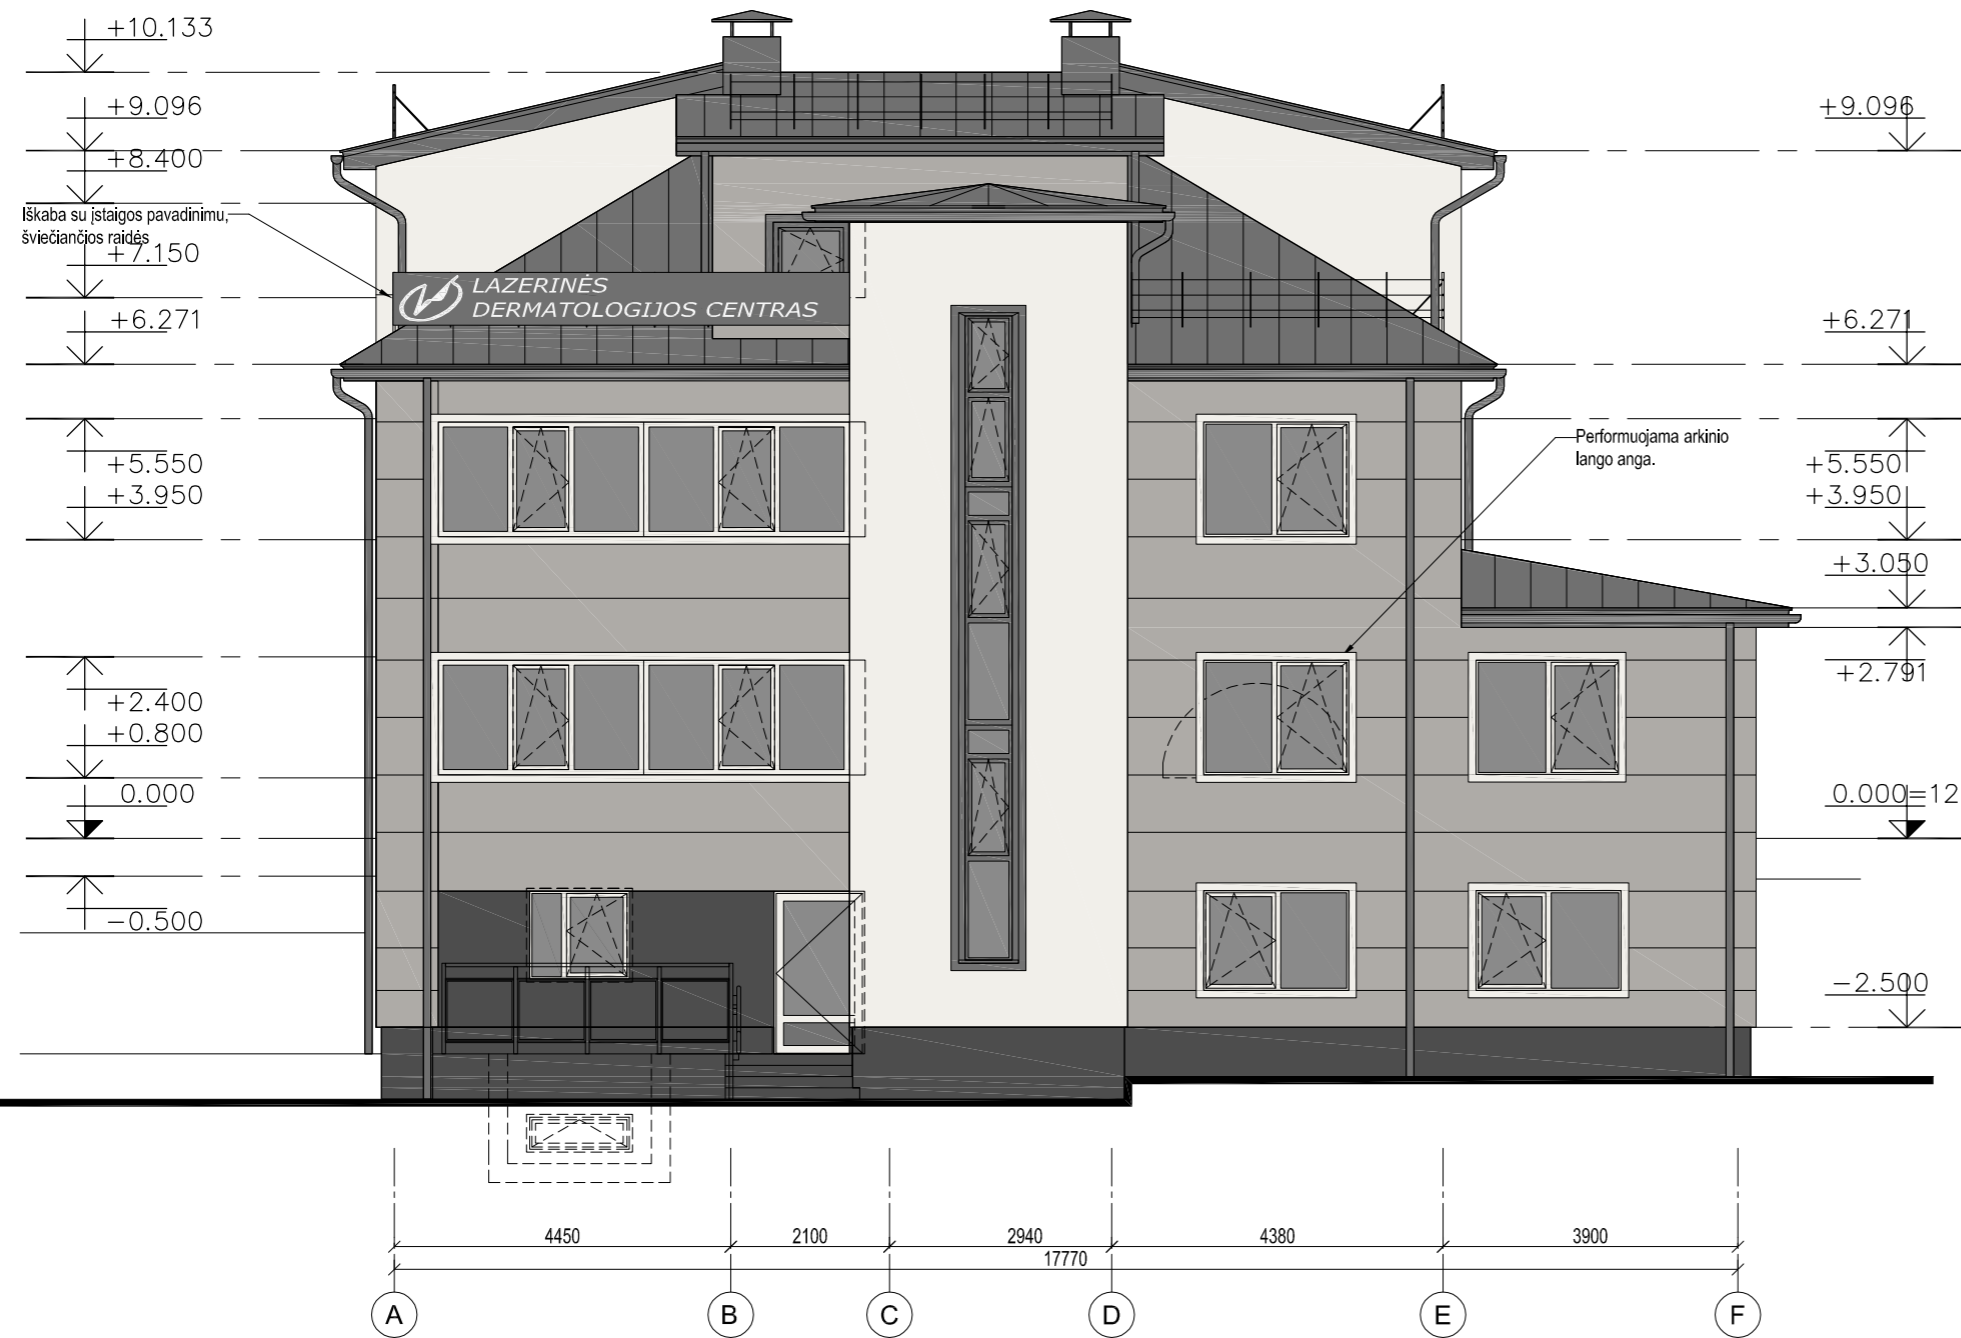 +10.133
+9.096
+8.400
Iškaba su įstaigos pavadinimu,
šviečiančios raidės
+7.150
+6.271
+5.550
+3.950
+2.400
+0.800
0.000
-0.500
LAZERINĖS
DERMATOLOGIJOS CENTRAS
+9.096
+6.271
Performuojama arkinio
lango anga.
+5.550
+3.950
+3.050
+2.791
0.000=12
-2.500
4450 2100 2940 4380 3900
17770
A B C D E F